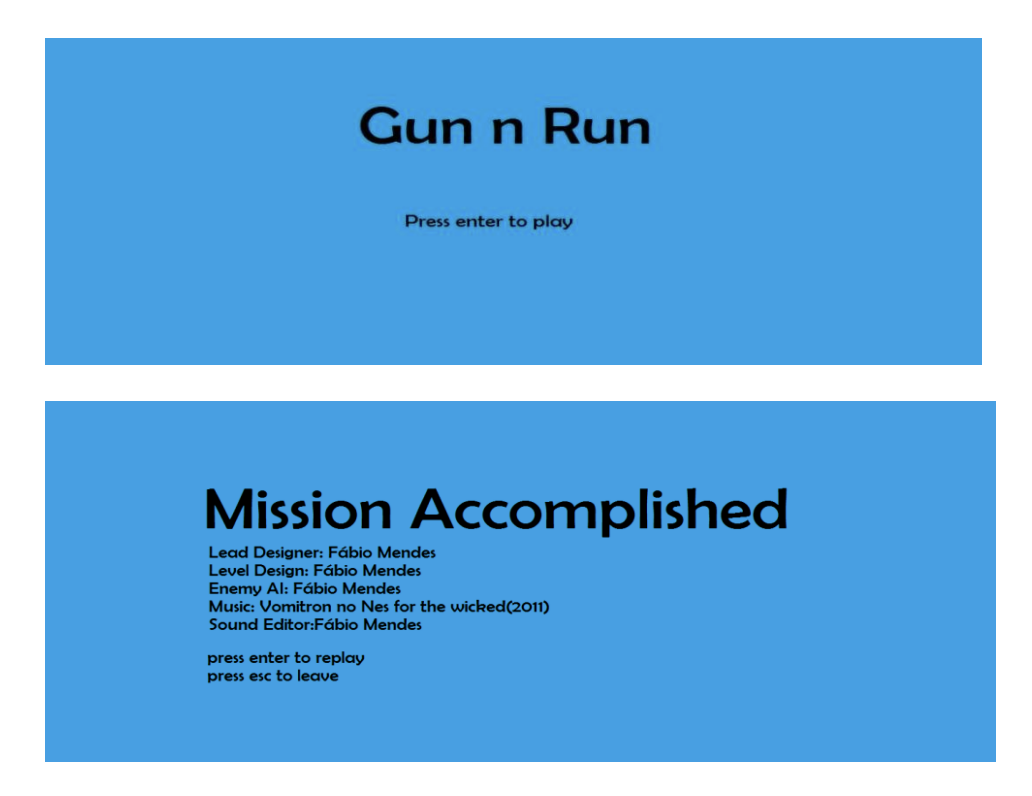 Gun n Run
Press enter to play
Mission Accomplished
Lead Designer: Fábio Mendes
Level Design: Fábio Mendes
Enemy AI: Fábio Mendes
Music: Vomitron no Nes for the wicked(2011)
Sound Editor:Fábio Mendes
press enter to replay
press esc to leave